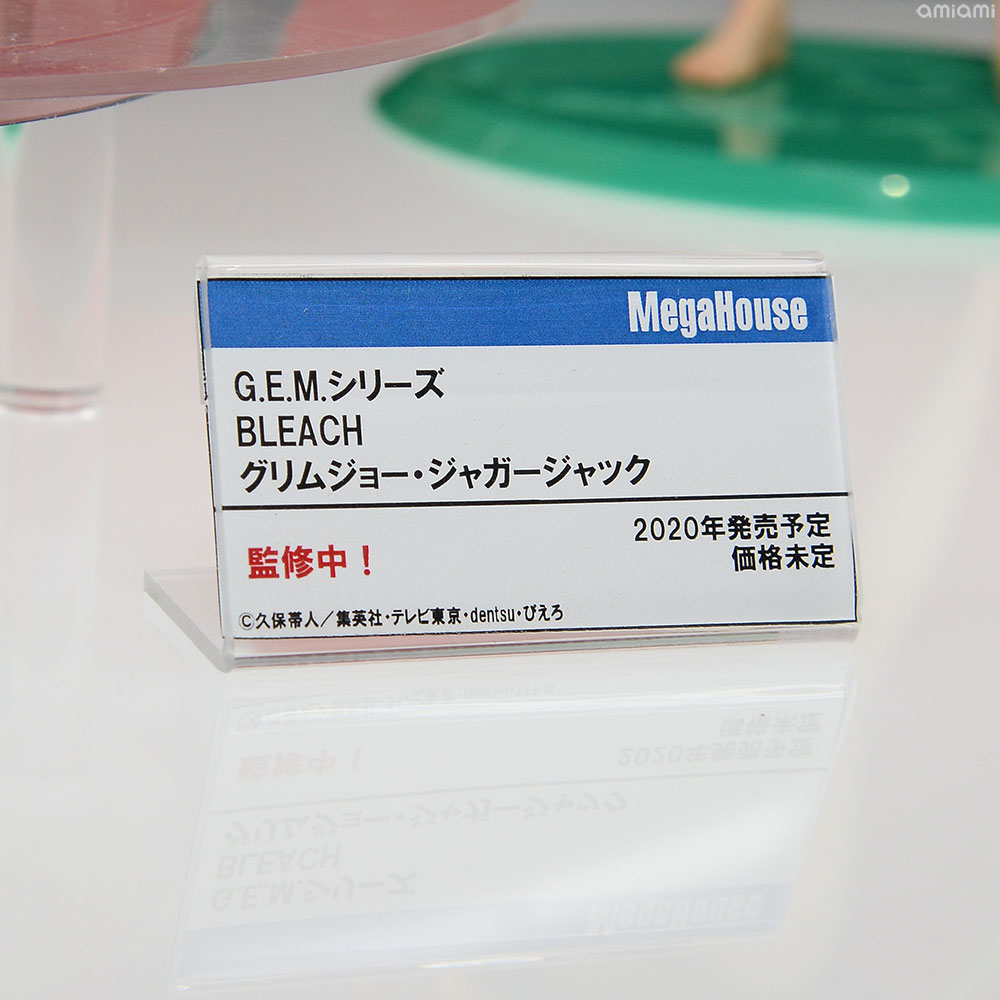 amiami
MegaHouse
G.E.M.シリーズ
BLEACH
グリムジョー・ジャガージャック
2020年発売予定
価格未定
監修中！
©久保帯人／集英社・テレビ東京・dentsu・ぴえろ